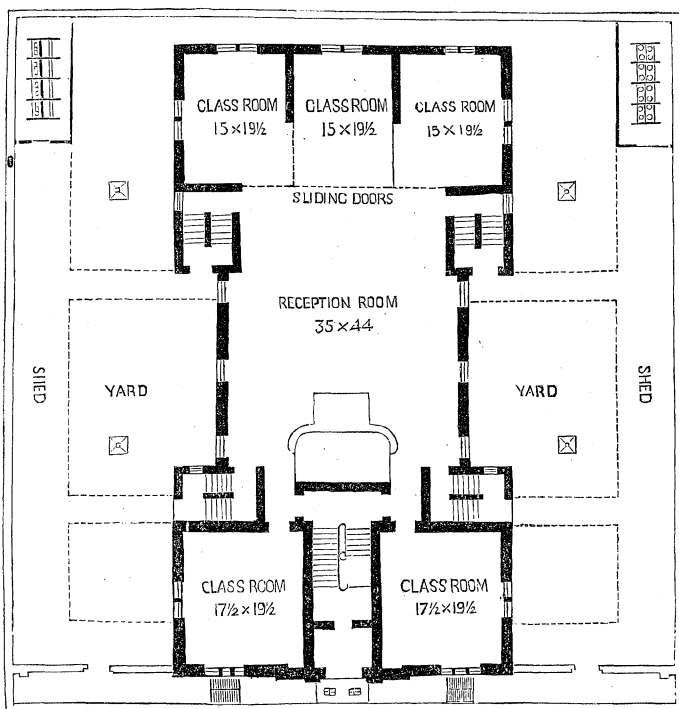 CLASS ROOM
15 × 19½
CLASS ROOM
15 × 19½
CLASS ROOM
15 × 19½
SLIDING DOORS
RECEPTION ROOM
35 × 44
SHED
YARD
YARD
SHED
CLASS ROOM
17½ × 19½
CLASS ROOM
17½ × 19½